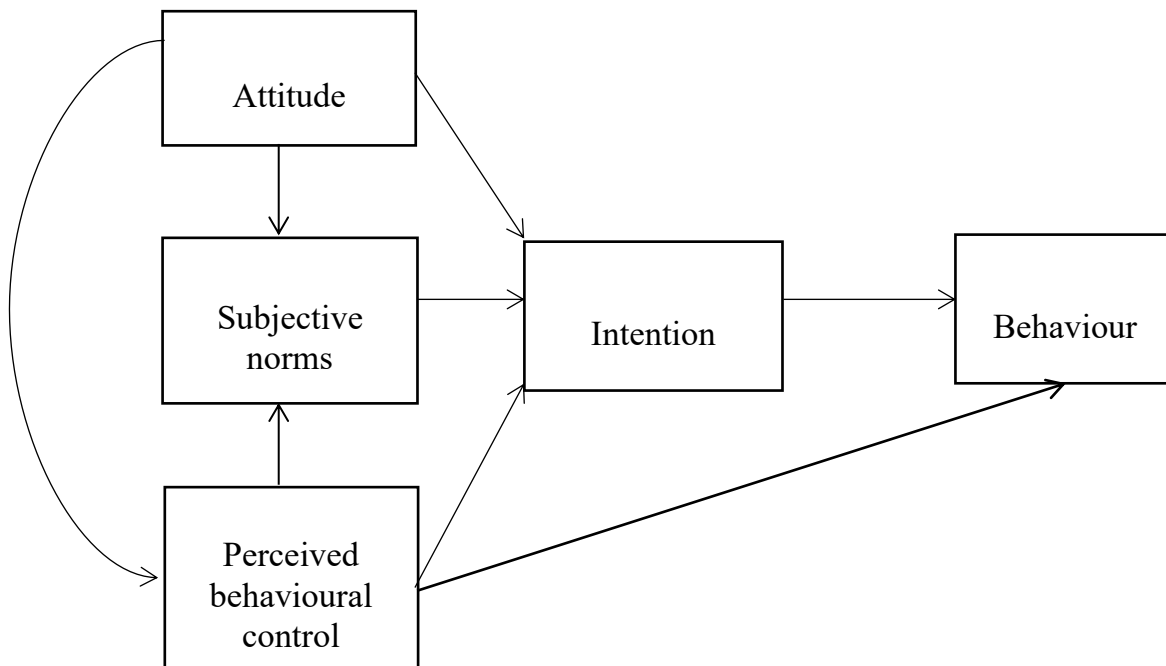 Attitude
Subjective
norms
Intention
Behaviour
Perceived
behavioural
control